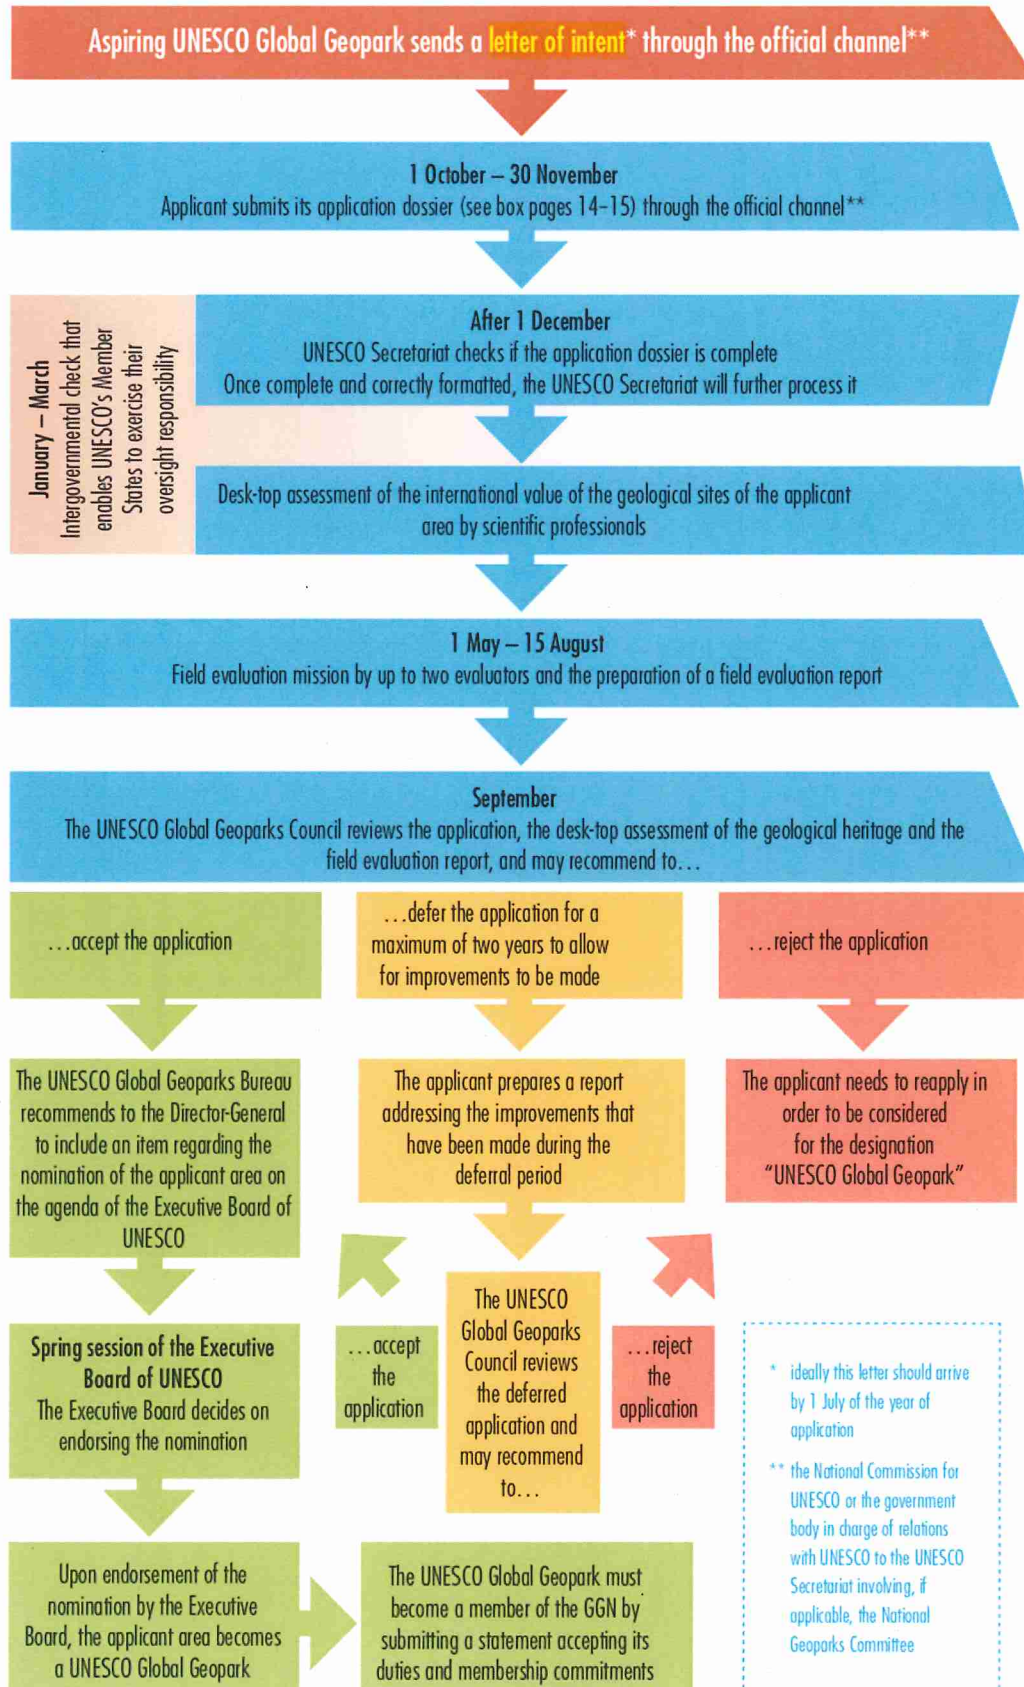 Aspiring UNESCO Global Geopark sends a letter of intent* through the official channel**
1 October – 30 November
Applicant submits its application dossier (see box pages 14–15) through the official channel**
January – March
Intergovernmental check that
enables UNESCO's Member
States to exercise their
oversight responsibility
After 1 December
UNESCO Secretariat checks if the application dossier is complete
Once complete and correctly formatted, the UNESCO Secretariat will further process it
Desk-top assessment of the international value of the geological sites of the applicant
area by scientific professionals
1 May – 15 August
Field evaluation mission by up to two evaluators and the preparation of a field evaluation report
September
The UNESCO Global Geoparks Council reviews the application, the desk-top assessment of the geological heritage and the
field evaluation report, and may recommend to…
…accept the application
…defer the application for a
maximum of two years to allow
for improvements to be made
…reject the application
The UNESCO Global Geoparks Bureau
recommends to the Director-General
to include an item regarding the
nomination of the applicant area on
the agenda of the Executive Board of
UNESCO
The applicant prepares a report
addressing the improvements that
have been made during the
deferral period
The applicant needs to reapply in
order to be considered
for the designation
"UNESCO Global Geopark"
Spring session of the Executive
Board of UNESCO
The Executive Board decides on
endorsing the nomination
…accept
the
application
The UNESCO
Global Geoparks
Council reviews
the deferred
application and
may recommend
to…
…reject
the
application
* ideally this letter should arrive
by 1 July of the year of
application
** the National Commission for
UNESCO or the government
body in charge of relations
with UNESCO to the UNESCO
Secretariat involving, if
applicable, the National
Geoparks Committee
Upon endorsement of the
nomination by the Executive
Board, the applicant area becomes
a UNESCO Global Geopark
The UNESCO Global Geopark must
become a member of the GGN by
submitting a statement accepting its
duties and membership commitments